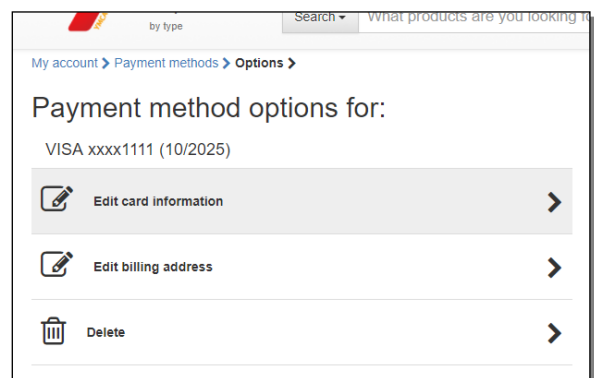 by type
Search
What products are you looking fo
My account > Payment methods > Options >
Payment method options for:
VISA xxxx1111 (10/2025)
Edit card information
Edit billing address
Delete